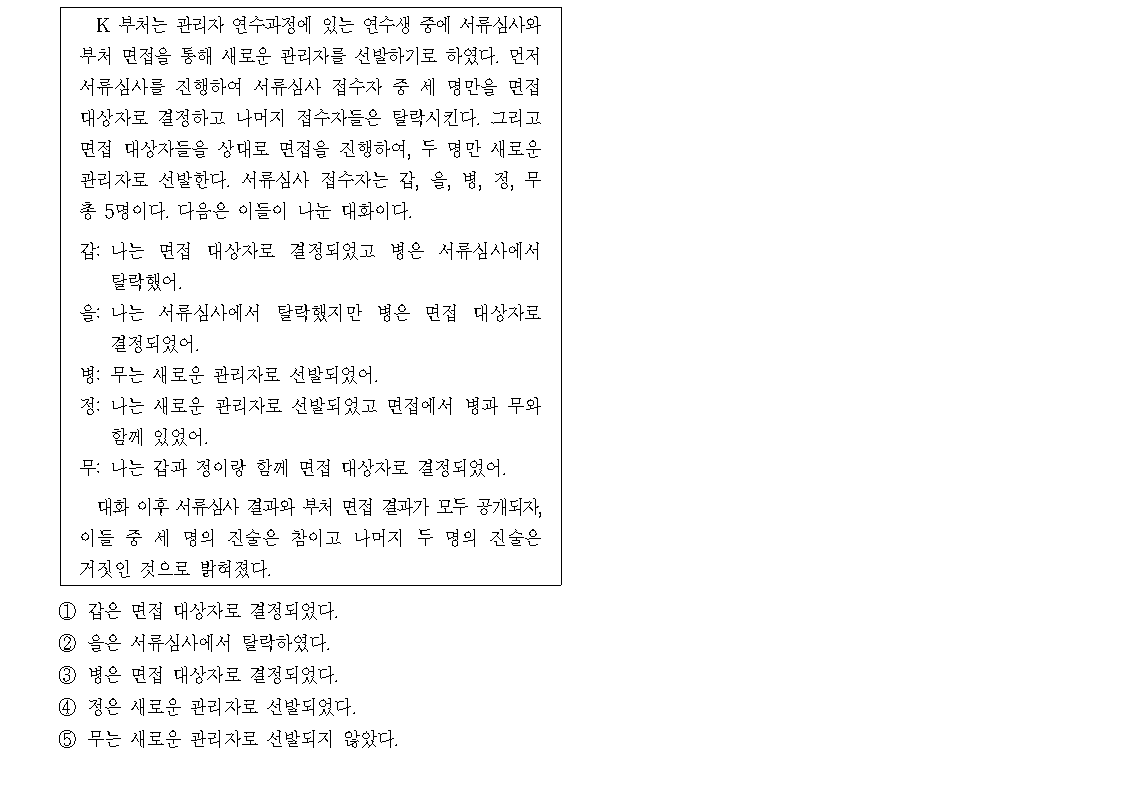 K 부처는 관리자 연수과정에 있는 연수생 중에 서류심사와
부처 면접을 통해 새로운 관리자를 선발하기로 하였다. 먼저
서류심사를 진행하여 서류심사 접수자 중 세 명만을 면접
대상자로 결정하고 나머지 접수자들은 탈락시킨다. 그리고
면접 대상자들을 상대로 면접을 진행하여, 두 명만 새로운
관리자로 선발한다. 서류심사 접수자는 갑, 을, 병, 정, 무
총 5명이다. 다음은 이들이 나눈 대화이다.
갑: 나는 면접 대상자로 결정되었고 병은 서류심사에서
탈락했어.
을: 나는 서류심사에서 탈락했지만 병은 면접 대상자로
결정되었어.
병: 무는 새로운 관리자로 선발되었어.
정: 나는 새로운 관리자로 선발되었고 면접에서 병과 무와
함께 있었어.
무: 나는 갑과 정이랑 함께 면접 대상자로 결정되었어.
대화 이후 서류심사 결과와 부처 면접 결과가 모두 공개되자,
이들 중 세 명의 진술은 참이고 나머지 두 명의 진술은
거짓인 것으로 밝혀졌다.
① 갑은 면접 대상자로 결정되었다.
② 을은 서류심사에서 탈락하였다.
③ 병은 면접 대상자로 결정되었다.
④ 정은 새로운 관리자로 선발되었다.
⑤ 무는 새로운 관리자로 선발되지 않았다.